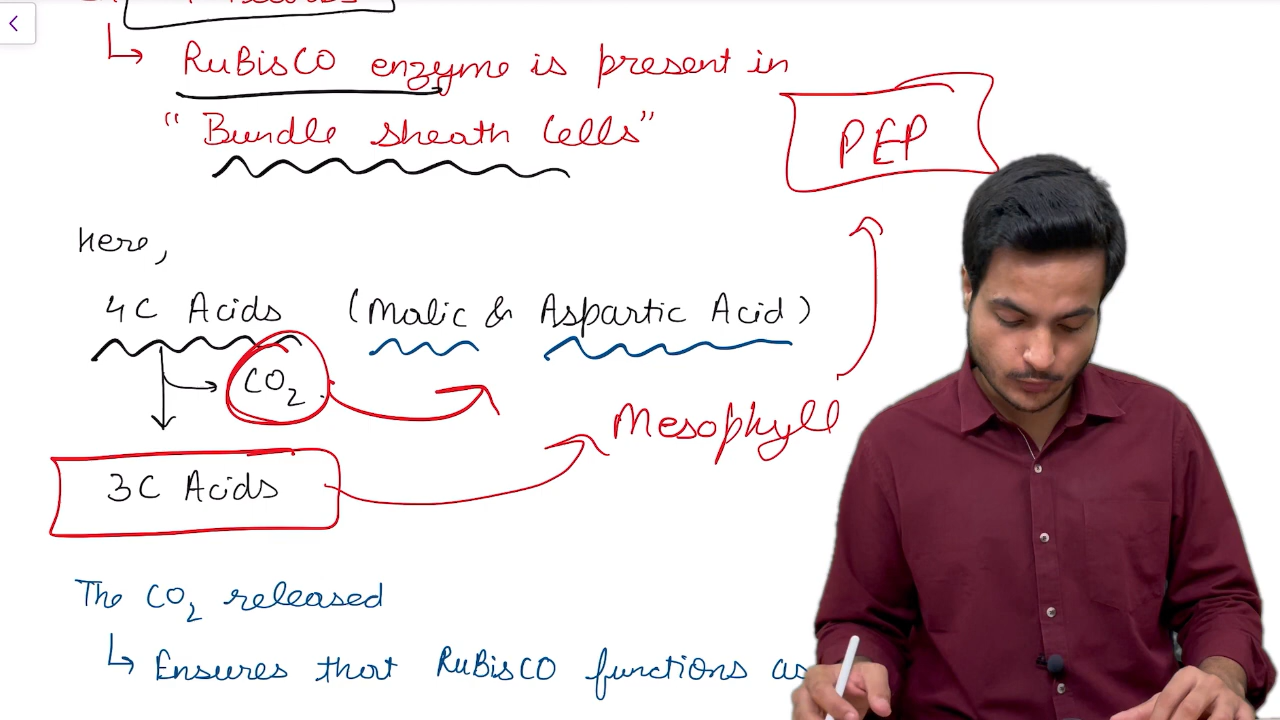 RuBisCO enzyme is present in
"Bundle sheath Cells"
PEP
here,
4C Acids (Malic & Aspartic Acid)
CO2
Mesophyll
3C Acids
The CO2 released
Ensures that RuBisCO functions as